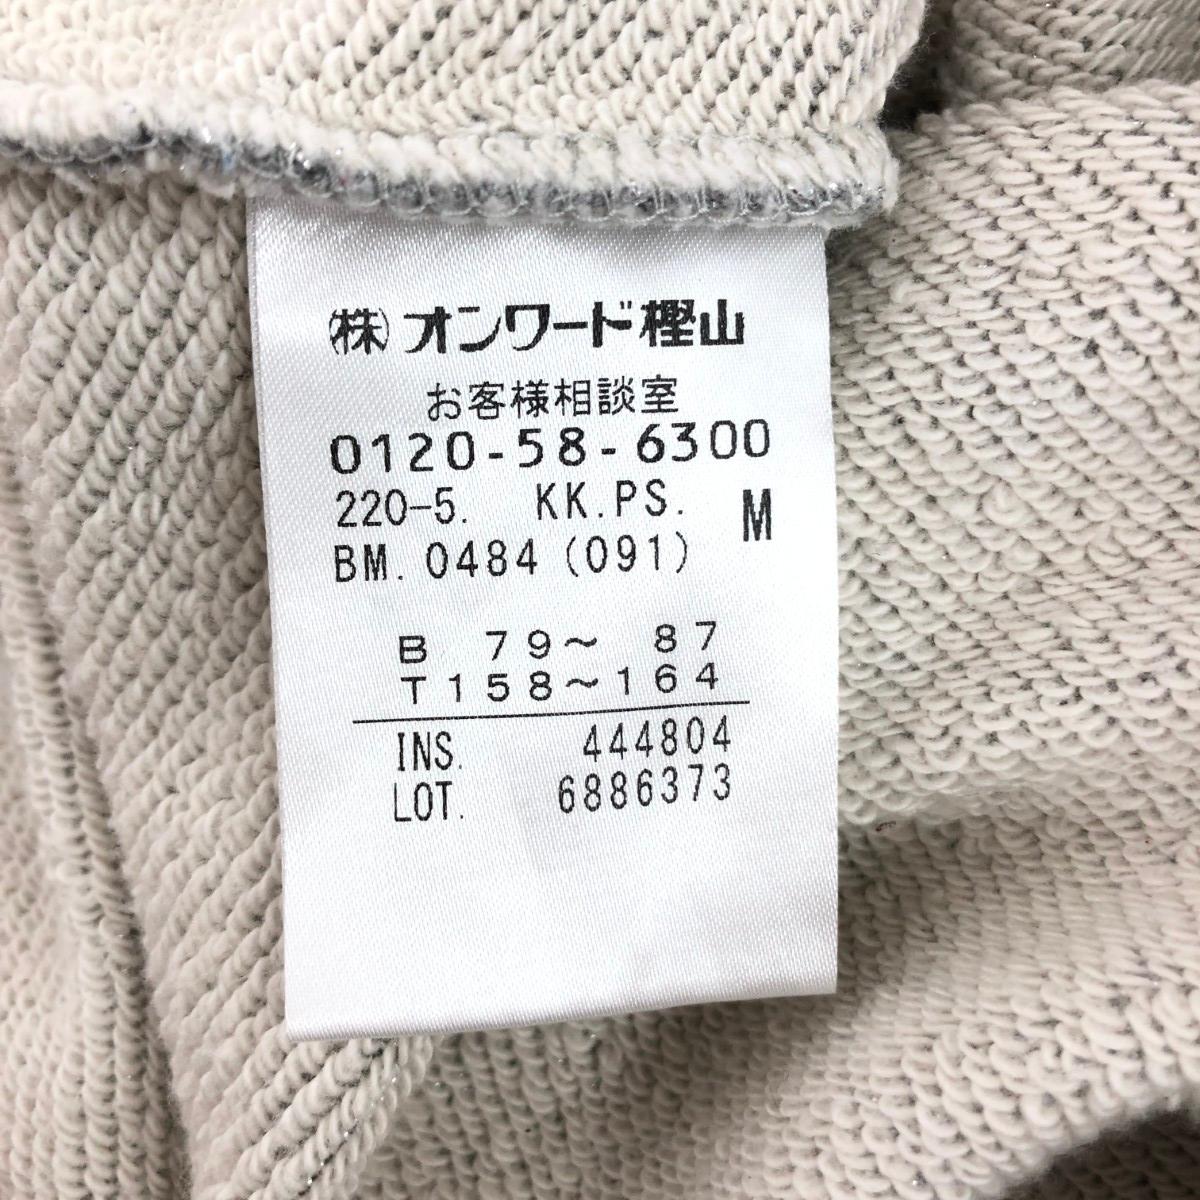 ㈱オンワード樫山
お客様相談室
0120-58-6300
220-5. KK.PS. M
BM. 0484 (091)
B 79～ 87
T158～164
INS. 444804
LOT. 6886373